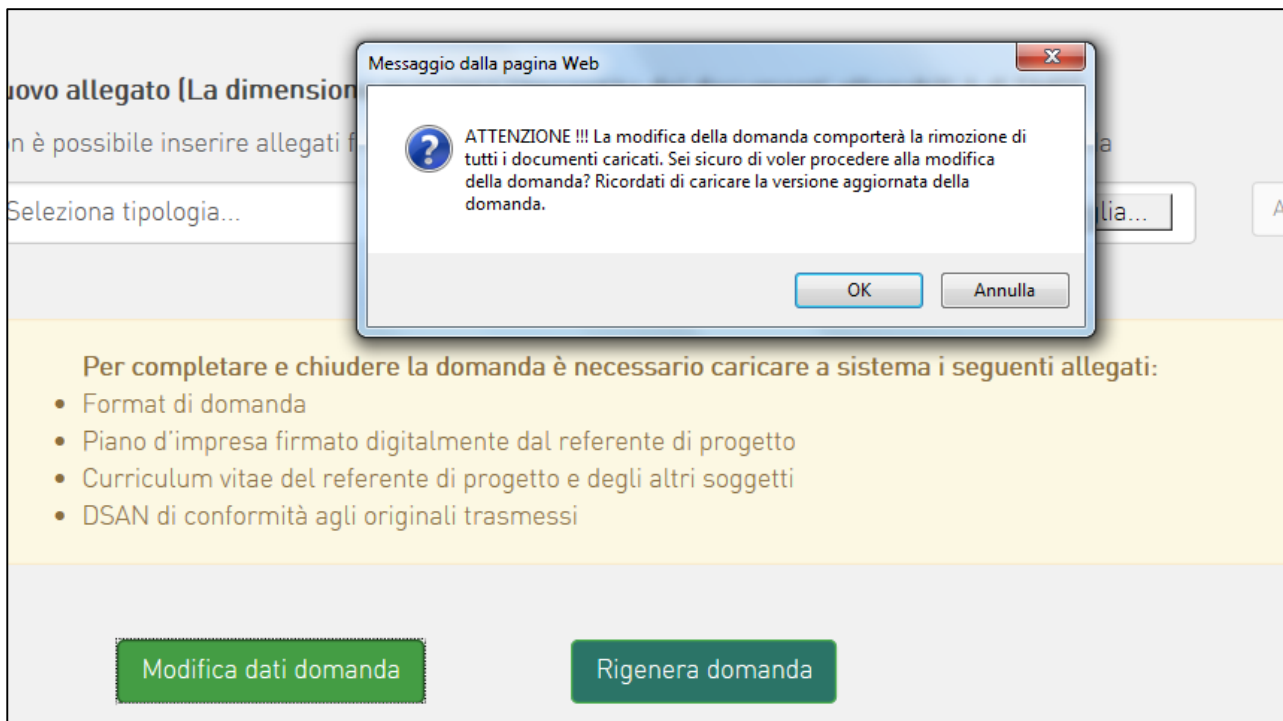 Messaggio dalla pagina Web
uovo allegato (La dimension
n è possibile inserire allegati f
a
ATTENZIONE !!! La modifica della domanda comporterà la rimozione di
tutti i documenti caricati. Sei sicuro di voler procedere alla modifica
della domanda? Ricordati di caricare la versione aggiornata della
domanda.
Seleziona tipologia...
glia...
A
OK
Annulla
Per completare e chiudere la domanda è necessario caricare a sistema i seguenti allegati:
• Format di domanda
• Piano d'impresa firmato digitalmente dal referente di progetto
• Curriculum vitae del referente di progetto e degli altri soggetti
• DSAN di conformità agli originali trasmessi
Modifica dati domanda
Rigenera domanda